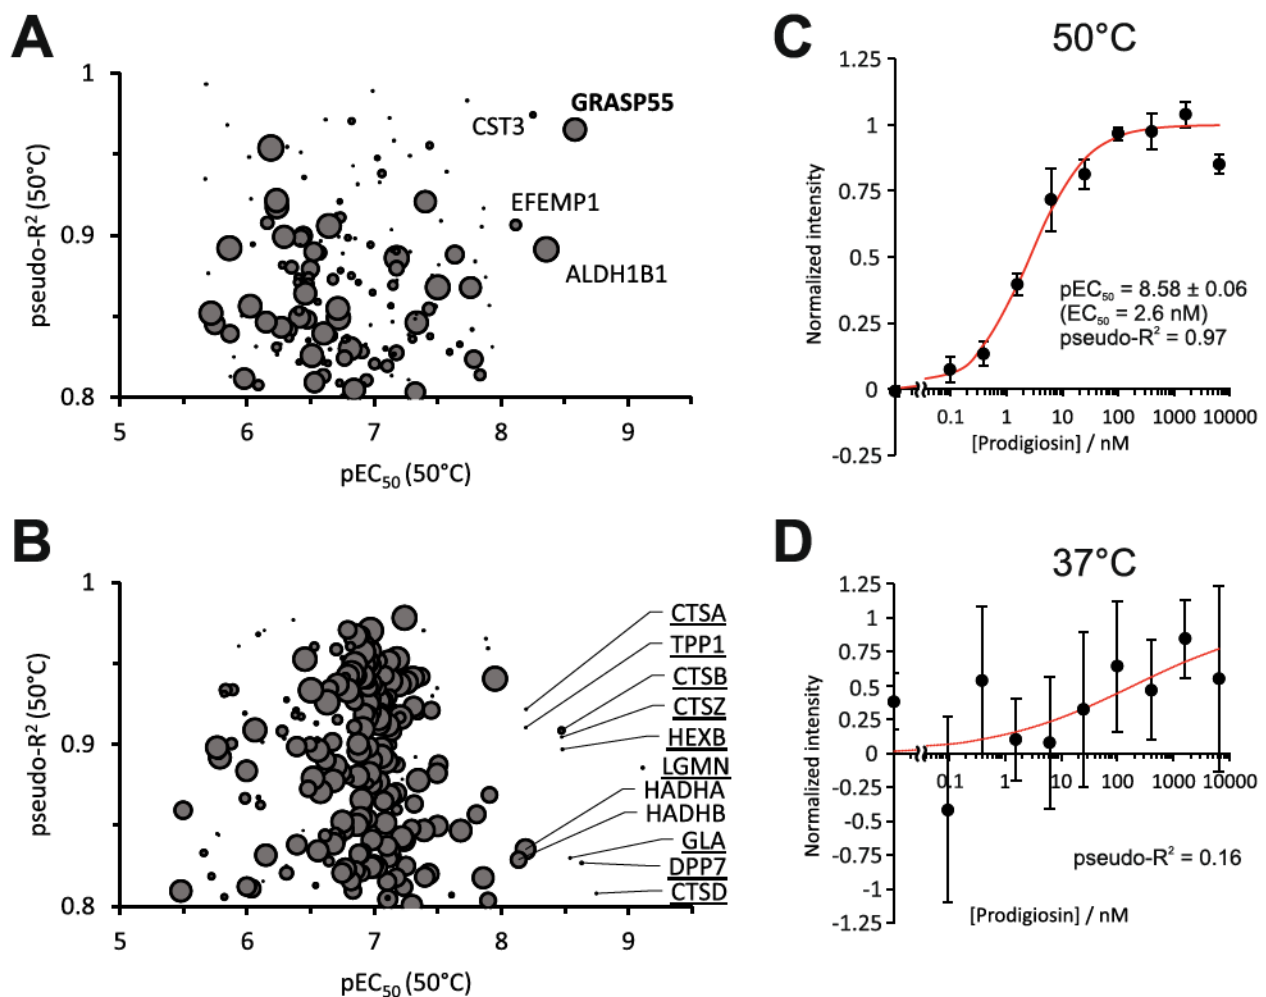 A
1
0.9
0.8
pseudo-R² (50°C)
5
6
7
8
9
pEC₅₀ (50°C)
CST3
GRASP55
EFEMP1
ALDH1B1
B
1
0.9
0.8
pseudo-R² (50°C)
5
6
7
8
9
pEC₅₀ (50°C)
CTSA
TPP1
CTSB
CTSZ
HEXB
LGMN
HADHA
HADHB
GLA
DPP7
CTSD
C
50°C
1.25
1
0.75
0.5
0.25
0
-0.25
Normalized intensity
pEC₅₀ = 8.58 ± 0.06
(EC₅₀ = 2.6 nM)
pseudo-R² = 0.97
0.1 1 10 100 1000 10000
[Prodigiosin] / nM
D
37°C
1.25
1
0.75
0.5
0.25
0
-0.25
-0.5
-0.75
-1
-1.25
Normalized intensity
0.1 1 10 100 1000 10000
pseudo-R² = 0.16
[Prodigiosin] / nM